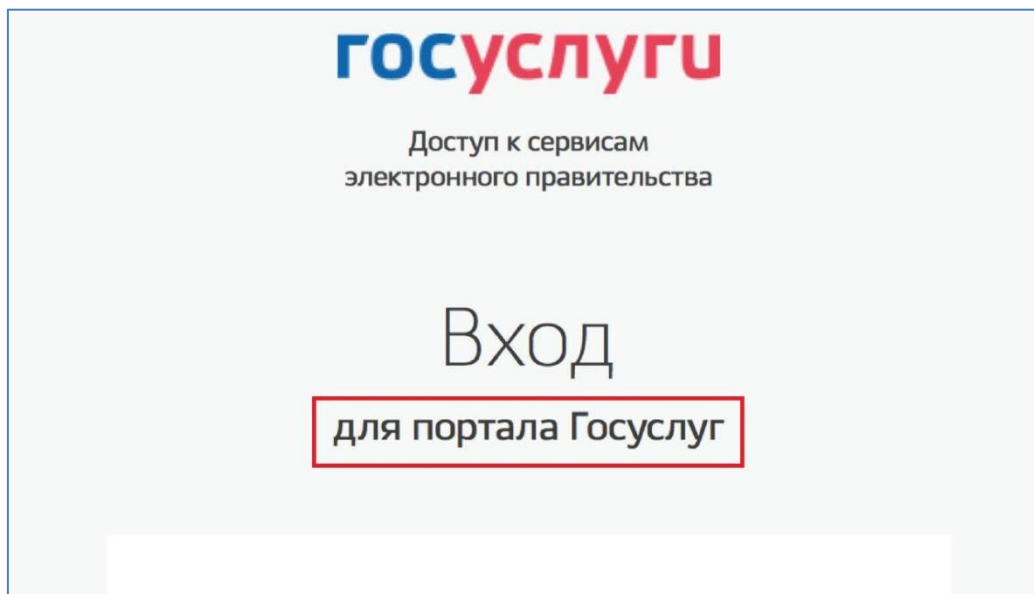 госуслуги
Доступ к сервисам
электронного правительства
Вход
для портала Госуслуг